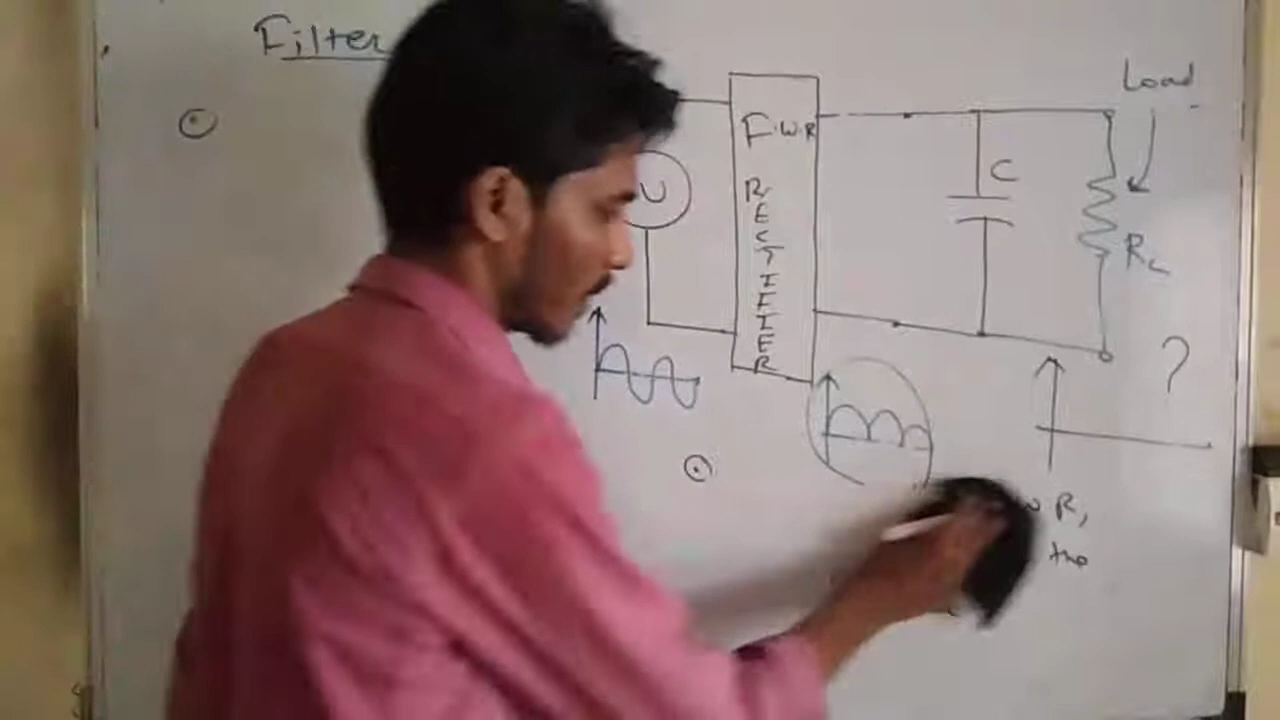 Filter
Load
F.W.R
RECTIFIER
C
RL
?
R,
the